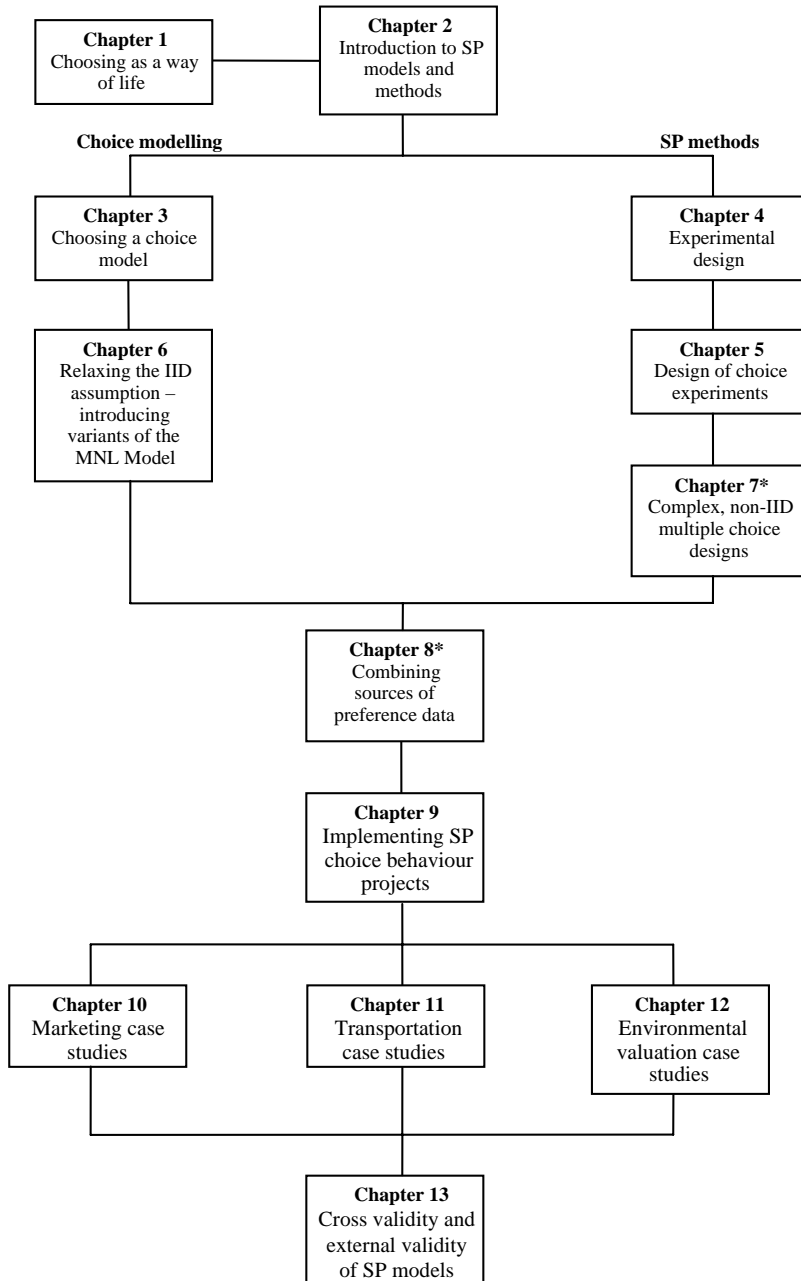 Chapter 1
Choosing as a way
of life
Chapter 2
Introduction to SP
models and
methods
Choice modelling
SP methods
Chapter 3
Choosing a choice
model
Chapter 4
Experimental
design
Chapter 6
Relaxing the IID
assumption –
introducing
variants of the
MNL Model
Chapter 5
Design of choice
experiments
Chapter 7*
Complex, non-IID
multiple choice
designs
Chapter 8*
Combining
sources of
preference data
Chapter 9
Implementing SP
choice behaviour
projects
Chapter 10
Marketing case
studies
Chapter 11
Transportation
case studies
Chapter 12
Environmental
valuation case
studies
Chapter 13
Cross validity and
external validity
of SP models